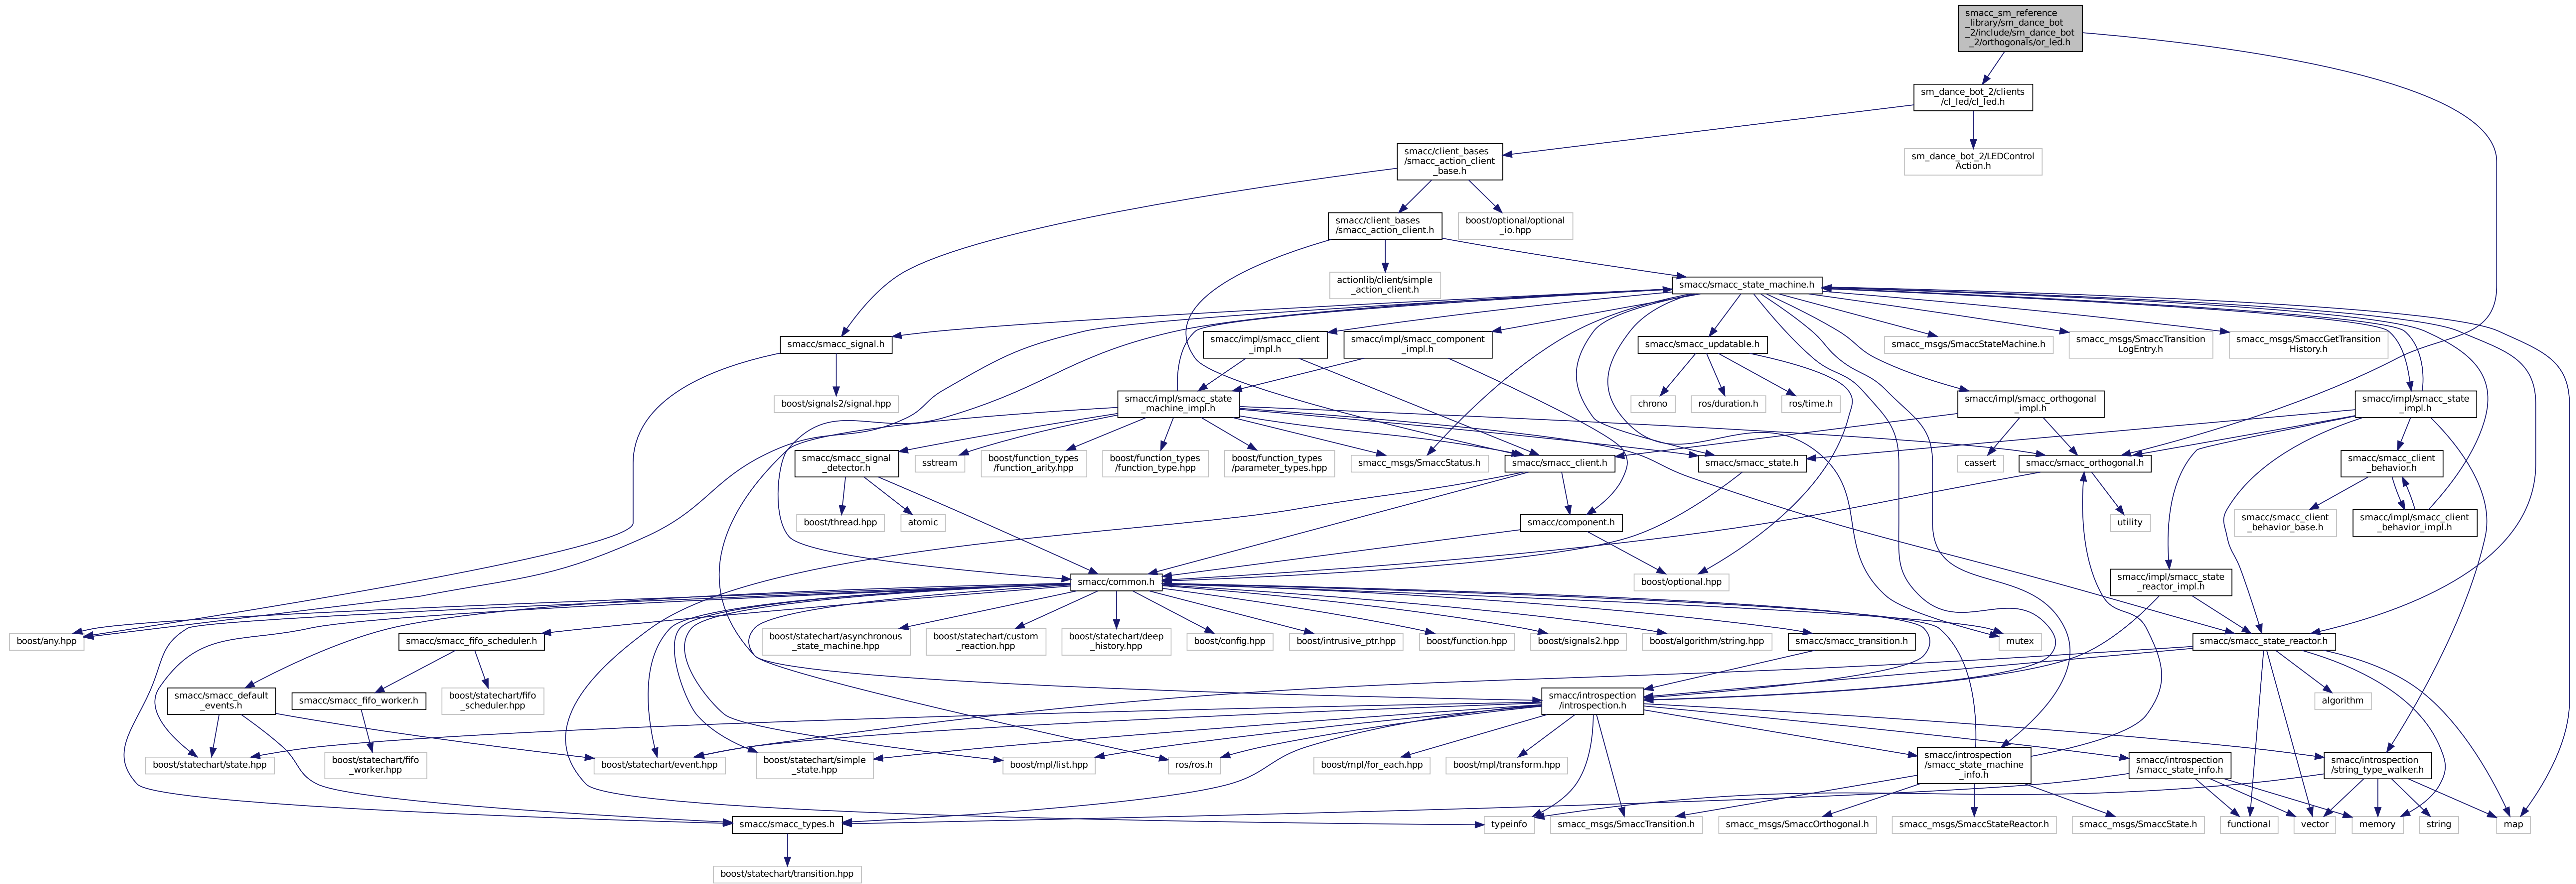 smacc_sm_reference
_library/sm_dance_bot
_2/include/sm_dance_bot
_2/orthogonals/or_led.h
sm_dance_bot_2/clients
/cl_led/cl_led.h
smacc/client_bases
/smacc_action_client
_base.h
sm_dance_bot_2/LEDControl
Action.h
smacc/client_bases
/smacc_action_client.h
boost/optional/optional
_io.hpp
actionlib/client/simple
_action_client.h
smacc/smacc_state_machine.h
smacc/smacc_signal.h
smacc/impl/smacc_client
_impl.h
smacc/impl/smacc_component
_impl.h
smacc/smacc_updatable.h
smacc_msgs/SmaccStateMachine.h
smacc_msgs/SmaccTransition
LogEntry.h
smacc_msgs/SmaccGetTransition
History.h
boost/signals2/signal.hpp
smacc/impl/smacc_state
_machine_impl.h
chrono
ros/duration.h
ros/time.h
smacc/impl/smacc_orthogonal
_impl.h
smacc/impl/smacc_state
_impl.h
smacc/smacc_signal
_detector.h
sstream
boost/function_types
/function_arity.hpp
boost/function_types
/function_type.hpp
boost/function_types
/parameter_types.hpp
smacc_msgs/SmaccStatus.h
smacc/smacc_client.h
smacc/smacc_state.h
cassert
smacc/smacc_orthogonal.h
smacc/smacc_client
_behavior.h
boost/thread.hpp
atomic
smacc/component.h
utility
smacc/smacc_client
_behavior_base.h
smacc/impl/smacc_client
_behavior_impl.h
smacc/common.h
boost/optional.hpp
smacc/impl/smacc_state
_reactor_impl.h
boost/any.hpp
smacc/smacc_fifo_scheduler.h
boost/statechart/asynchronous
_state_machine.hpp
boost/statechart/custom
_reaction.hpp
boost/statechart/deep
_history.hpp
boost/config.hpp
boost/intrusive_ptr.hpp
boost/function.hpp
boost/signals2.hpp
boost/algorithm/string.hpp
smacc/smacc_transition.h
mutex
smacc/smacc_state_reactor.h
smacc/smacc_default
_events.h
smacc/smacc_fifo_worker.h
boost/statechart/fifo
_scheduler.hpp
smacc/introspection
/introspection.h
algorithm
boost/statechart/state.hpp
boost/statechart/fifo
_worker.hpp
boost/statechart/event.hpp
boost/statechart/simple
_state.hpp
boost/mpl/list.hpp
ros/ros.h
boost/mpl/for_each.hpp
boost/mpl/transform.hpp
smacc/introspection
/smacc_state_machine
_info.h
smacc/introspection
/smacc_state_info.h
smacc/introspection
/string_type_walker.h
smacc/smacc_types.h
typeinfo
smacc_msgs/SmaccTransition.h
smacc_msgs/SmaccOrthogonal.h
smacc_msgs/SmaccStateReactor.h
smacc_msgs/SmaccState.h
functional
vector
memory
string
map
boost/statechart/transition.hpp